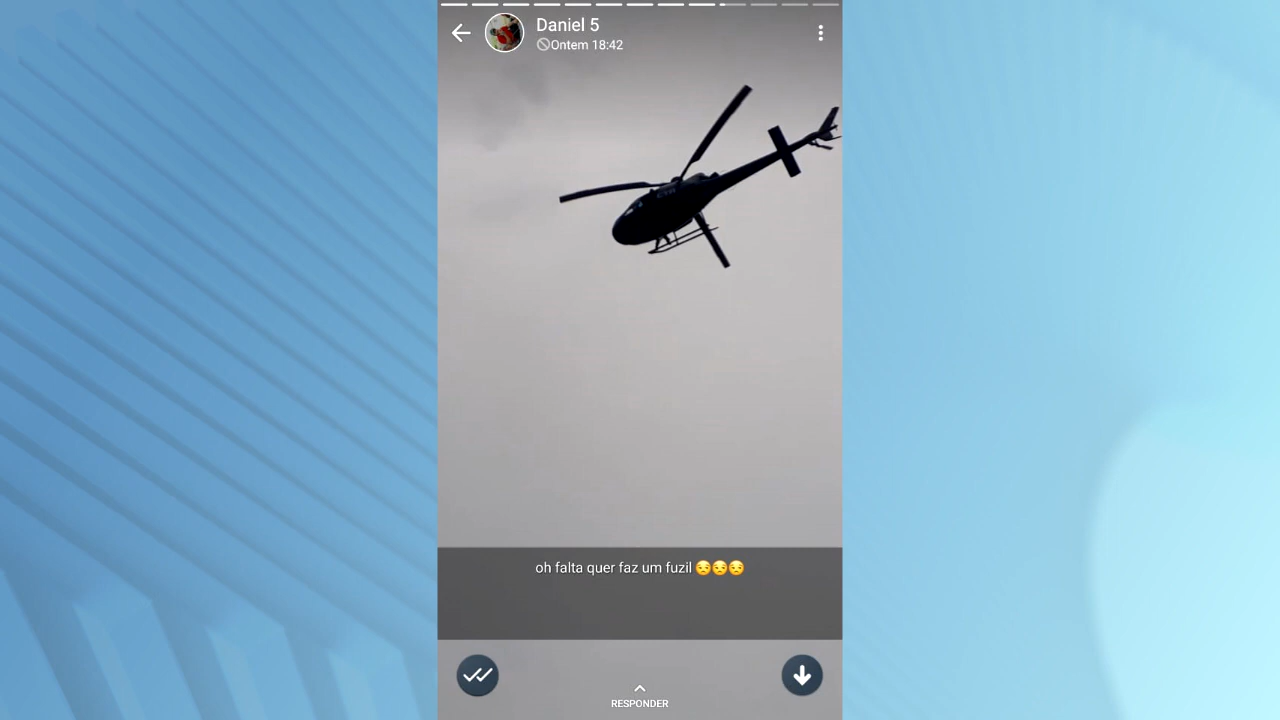 Daniel 5
Ontem 18:42
oh falta quer faz um fuzil 😒😒😒
RESPONDER